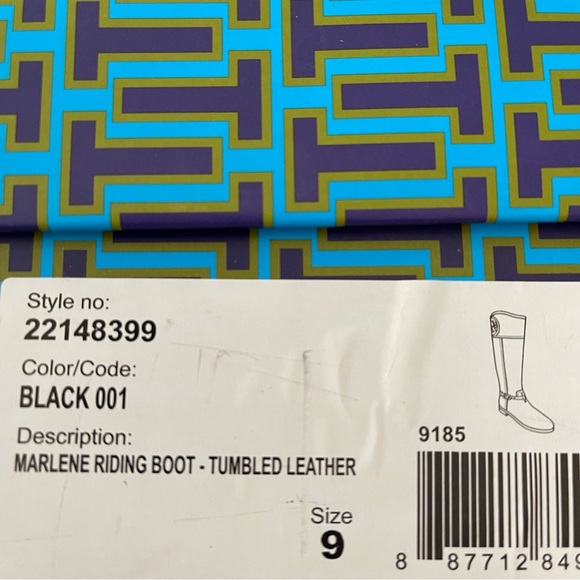 Style no:
22148399
Color/Code:
BLACK 001
Description:
MARLENE RIDING BOOT - TUMBLED LEATHER
Size
9
9185
8 87712 849